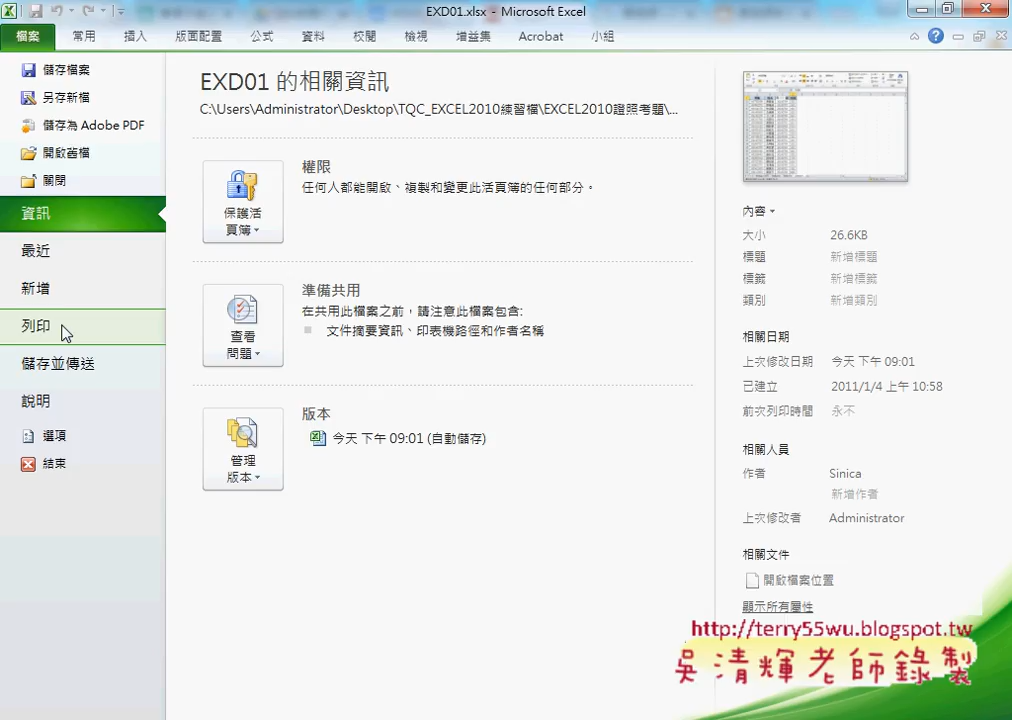 EXD01.xlsx - Microsoft Excel
檔案 常用 插入 版面配置 公式 資料 校閱 檢視 增益集 Acrobat 小組
儲存檔案
另存新檔
儲存為 Adobe PDF
開啟舊檔
關閉
資訊
最近
新增
列印
儲存並傳送
說明
選項
結束
EXD01 的相關資訊
C:\Users\Administrator\Desktop\TQC_EXCEL2010練習檔\EXCEL2010證照考題\...
保護活
頁簿
權限
任何人都能開啟、複製和變更此活頁簿的任何部分。
查看
問題
準備共用
在共用此檔案之前，請注意此檔案包含:
文件摘要資訊、印表機路徑和作者名稱
管理
版本
版本
今天 下午 09:01 (自動儲存)
內容
大小 26.6KB
標題 新增標題
標籤 新增標籤
類別 新增類別
相關日期
上次修改日期 今天 下午 09:01
已建立 2011/1/4 上午 10:58
前次列印時間 永不
相關人員
作者 Sinica
新增作者
上次修改者 Administrator
相關文件
開啟檔案位置
顯示所有屬性
http://terry55wu.blogspot.tw
吳清輝老師錄製